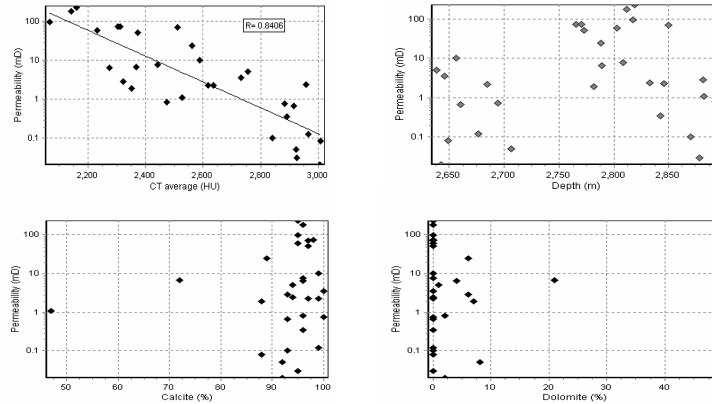 100
10
1
0.1
Permeability (mD)
R= 0.8406
2,200 2,400 2,600 2,800 3,000
CT average (HU)
100
10
1
0.1
Permeability (mD)
2,650 2,700 2,750 2,800 2,850
Depth (m)
100
10
1
0.1
Permeability (mD)
50 60 70 80 90 100
Calcite (%)
100
10
1
0.1
Permeability (mD)
0 10 20 30 40
Dolomite (%)